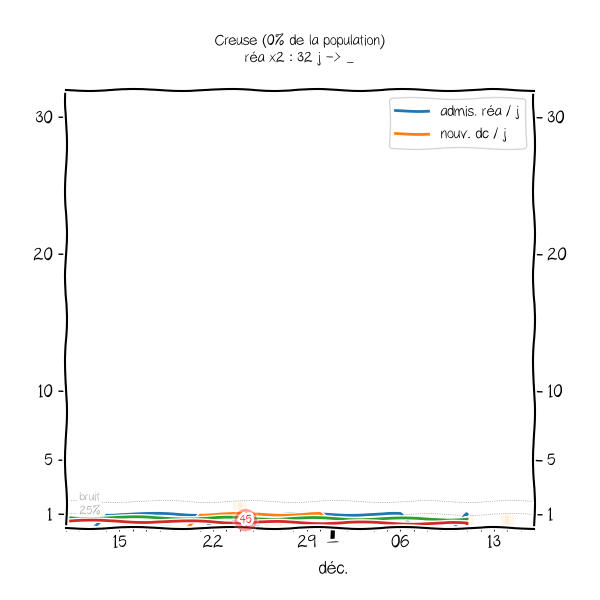 Creuse (0% de la population)
réa x2 : 32 j -> _
admis. réa / j
nouv. dc / j
30 30
20 20
10 10
5 5
bruit
25%
1 45 1
15 22 29 06 13
déc.